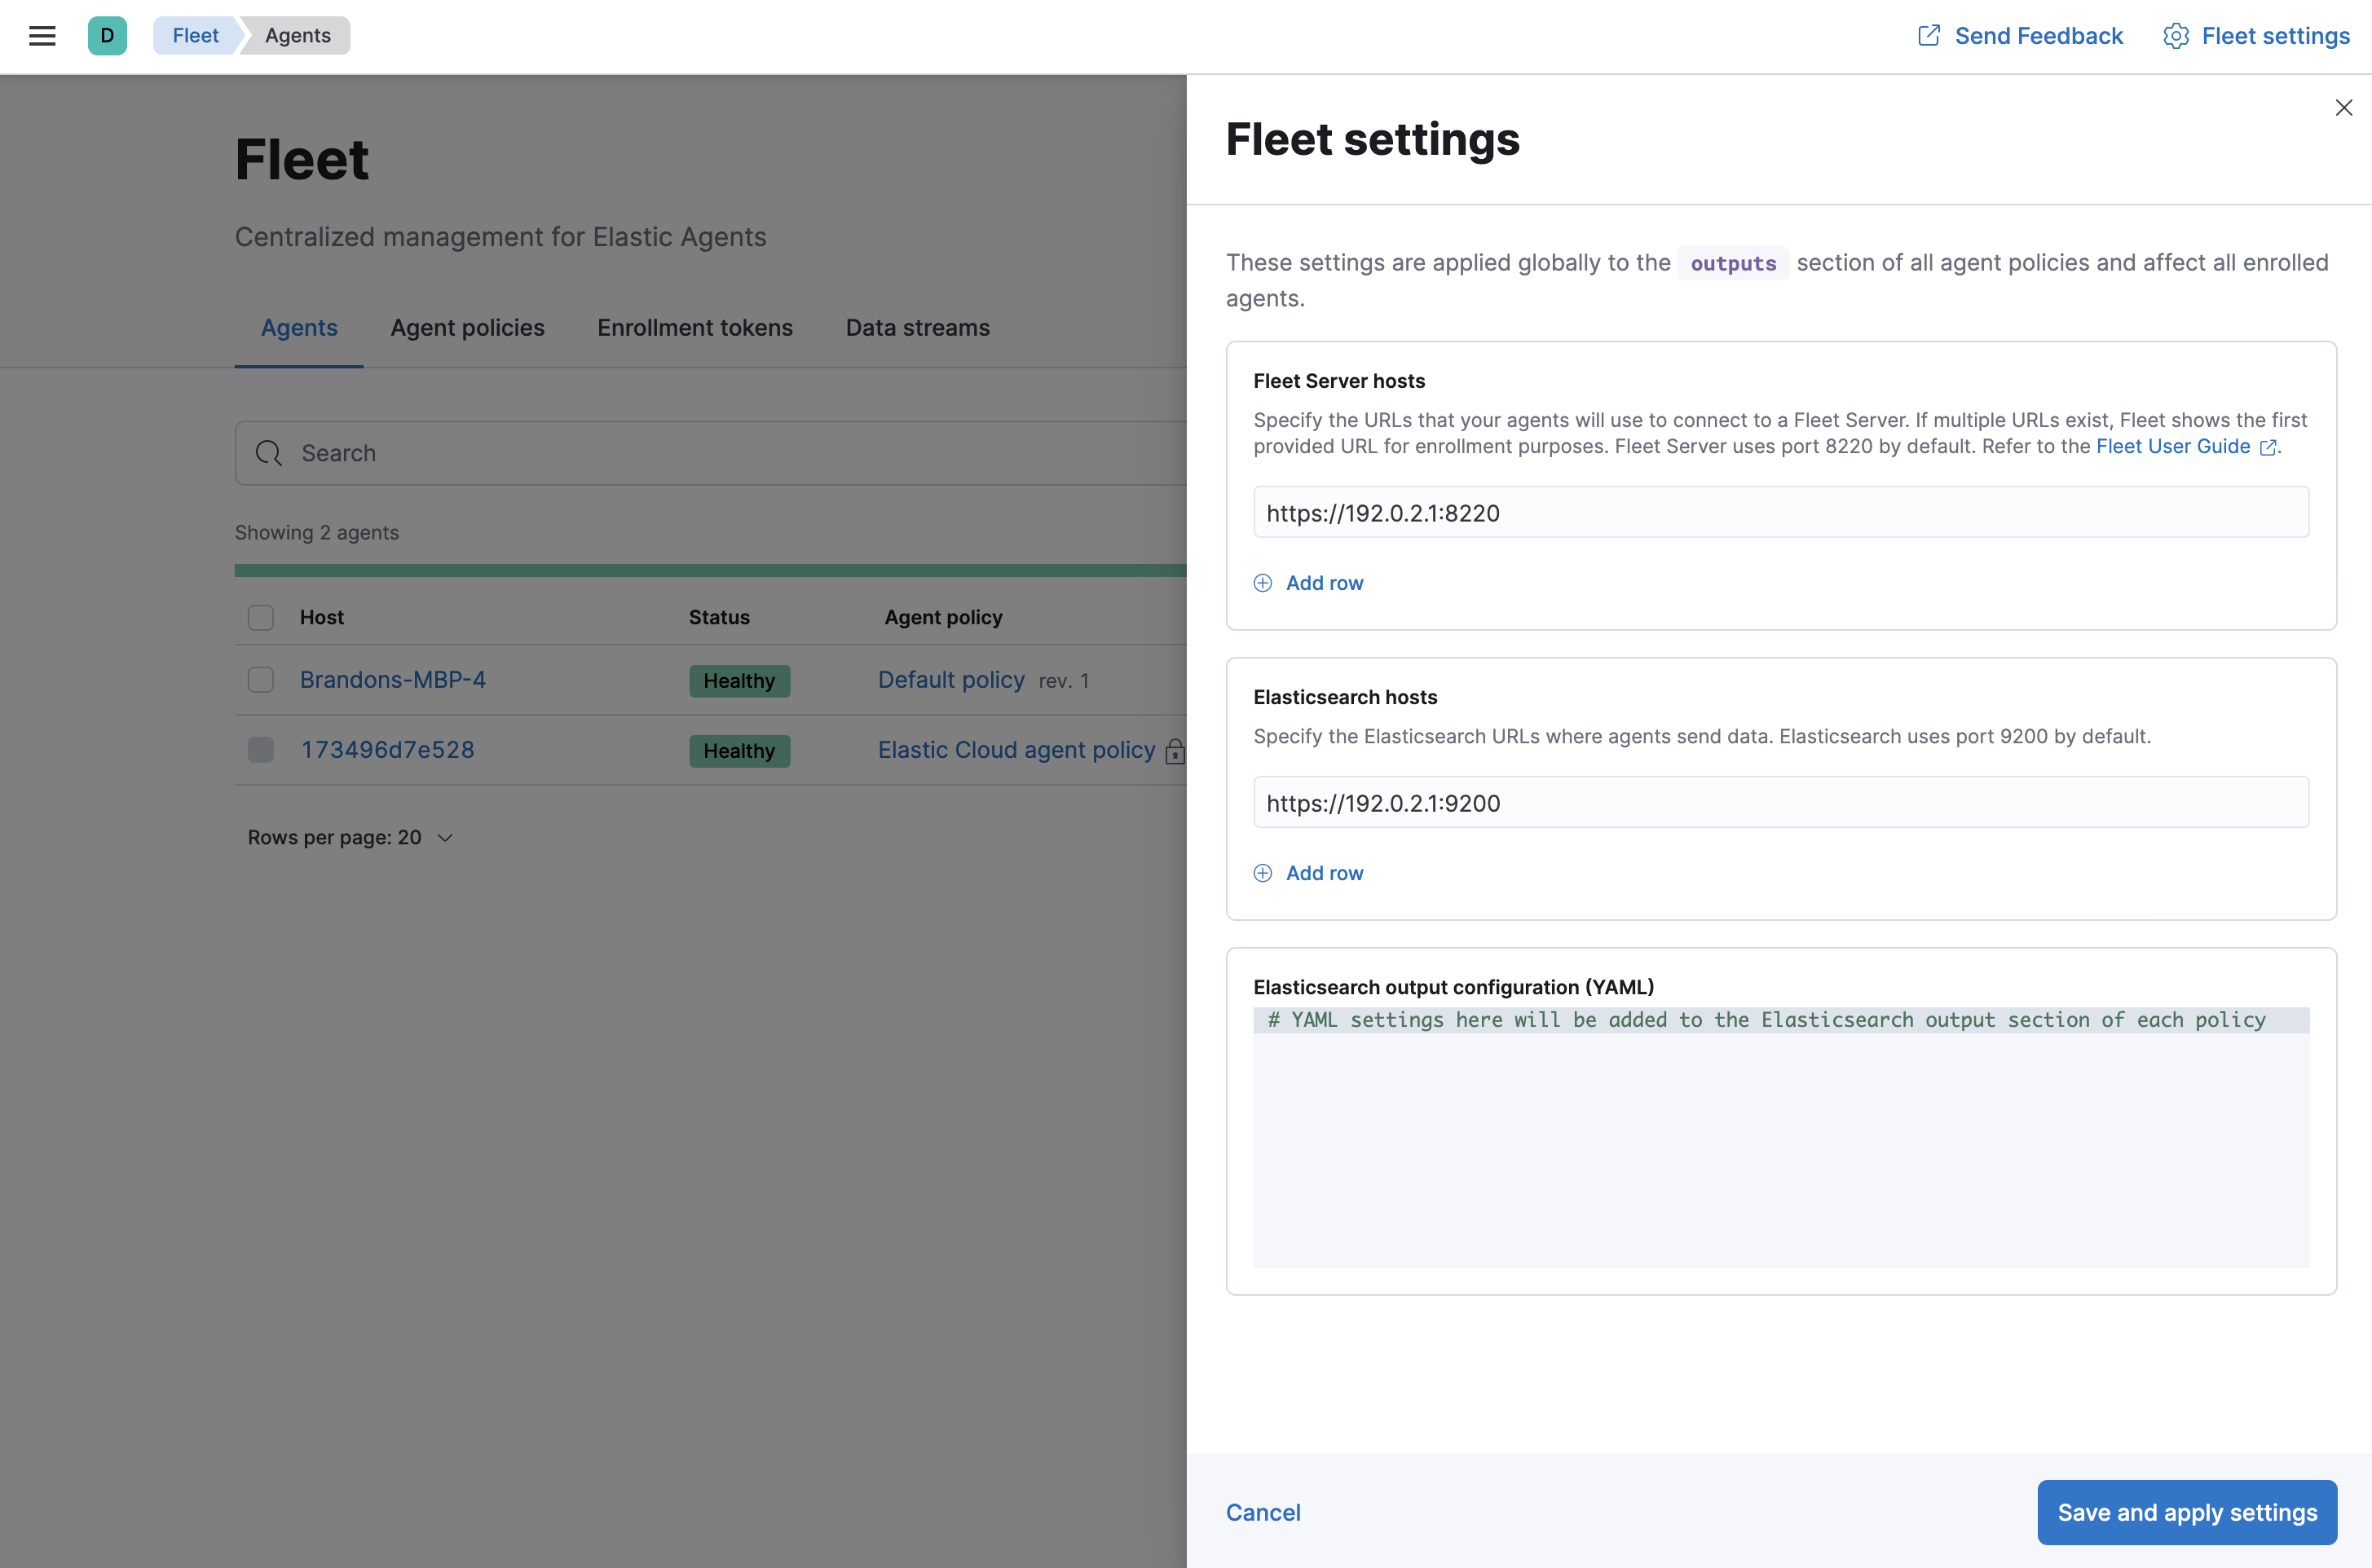 D
Fleet
Agents
Send Feedback
Fleet settings
Fleet
Centralized management for Elastic Agents
Agents
Agent policies
Enrollment tokens
Data streams
Search
Showing 2 agents
Host Status Agent policy
Brandons-MBP-4 Healthy Default policy rev. 1
173496d7e528 Healthy Elastic Cloud agent policy
Rows per page: 20
Fleet settings
These settings are applied globally to the outputs section of all agent policies and affect all enrolled
agents.
Fleet Server hosts
Specify the URLs that your agents will use to connect to a Fleet Server. If multiple URLs exist, Fleet shows the first
provided URL for enrollment purposes. Fleet Server uses port 8220 by default. Refer to the Fleet User Guide .
https://192.0.2.1:8220
Add row
Elasticsearch hosts
Specify the Elasticsearch URLs where agents send data. Elasticsearch uses port 9200 by default.
https://192.0.2.1:9200
Add row
Elasticsearch output configuration (YAML)
# YAML settings here will be added to the Elasticsearch output section of each policy
Cancel
Save and apply settings